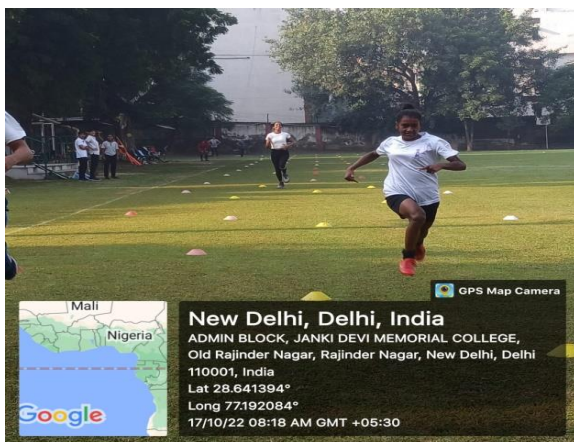 GPS Map Camera
Mali
Nigeria
Google
New Delhi, Delhi, India
ADMIN BLOCK, JANKI DEVI MEMORIAL COLLEGE,
Old Rajinder Nagar, Rajinder Nagar, New Delhi, Delhi
110001, India
Lat 28.641394°
Long 77.192084°
17/10/22 08:18 AM GMT +05:30